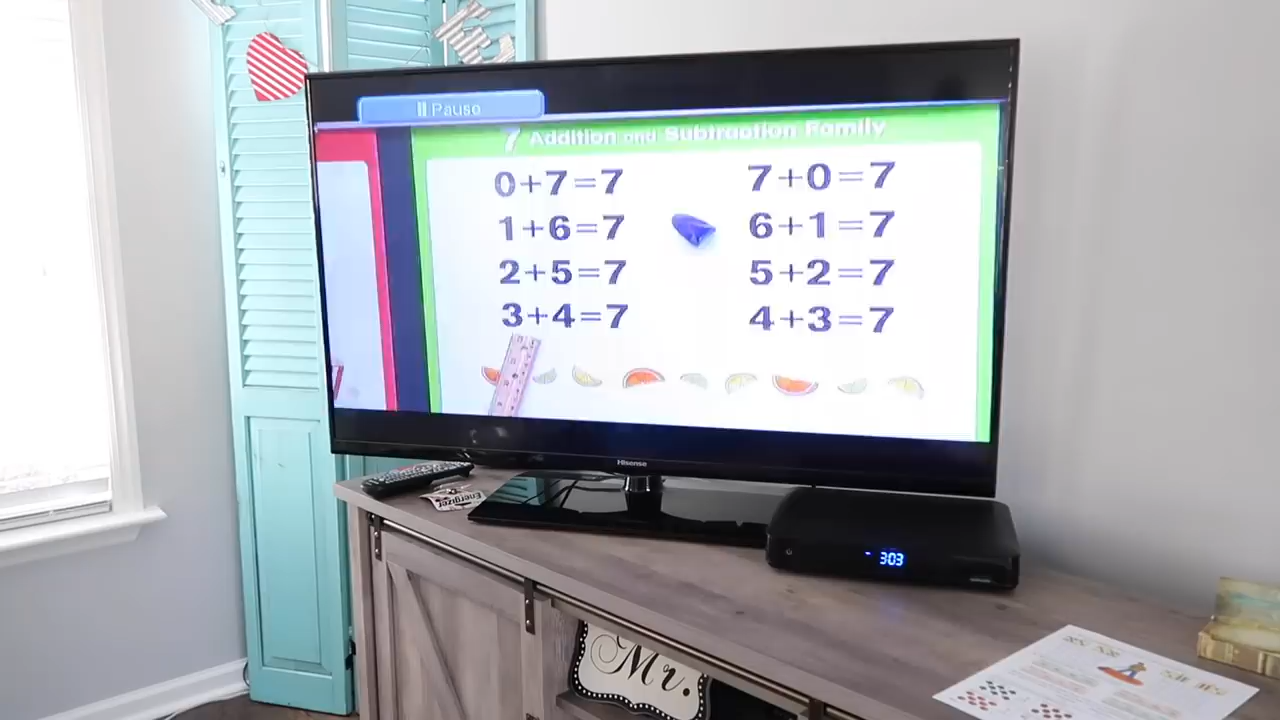 Pause
7 Addition and Subtraction Family
0+7=7
7+0=7
1+6=7
6+1=7
2+5=7
5+2=7
3+4=7
4+3=7
Hisense
Energizer
303
Mr.